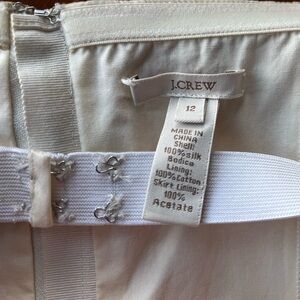 J.CREW
12
MADE IN
CHINA
Shell:
100%silk
Bodice
Lining:
100%Cotton
Skirt Lining:
100%
Acetate